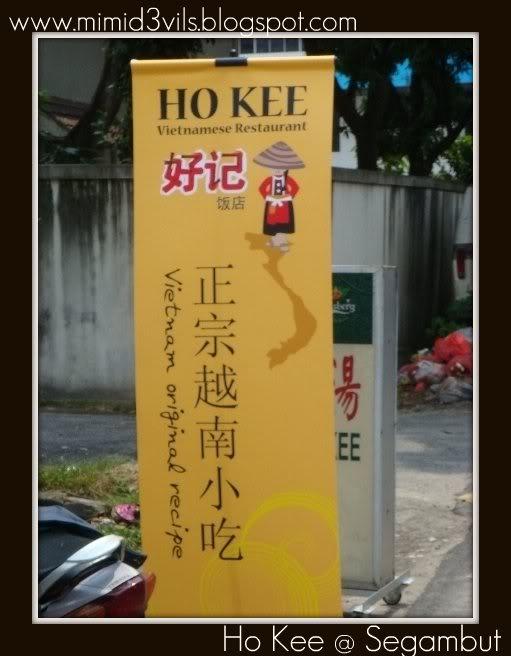 www.mimid3vils.blogspot.com
HO KEE
Vietnamese Restaurant
好记
饭店
正宗越南小吃
Vietnam original recipe
湯
KEE
Ho Kee @ Segambut